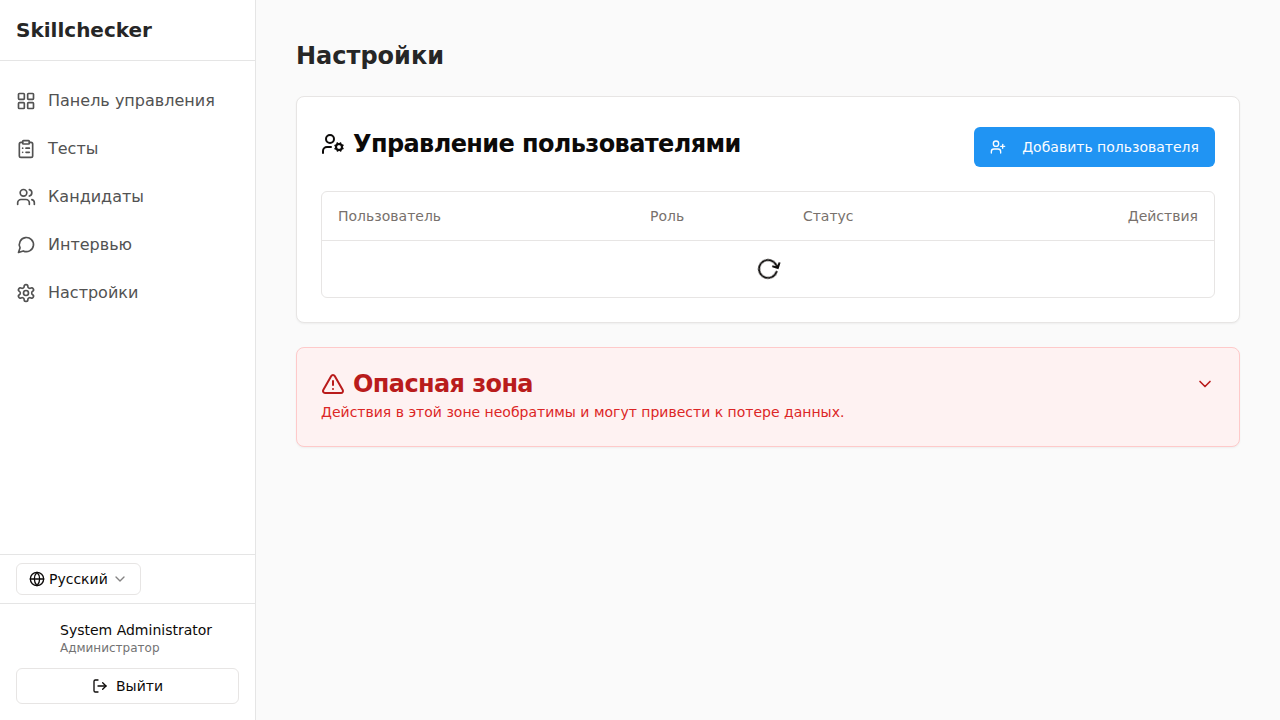 Skillchecker
Панель управления
Тесты
Кандидаты
Интервью
Настройки
Русский
System Administrator
Администратор
Выйти
Настройки
Управление пользователями
Добавить пользователя
Пользователь Роль Статус Действия
Опасная зона
Действия в этой зоне необратимы и могут привести к потере данных.